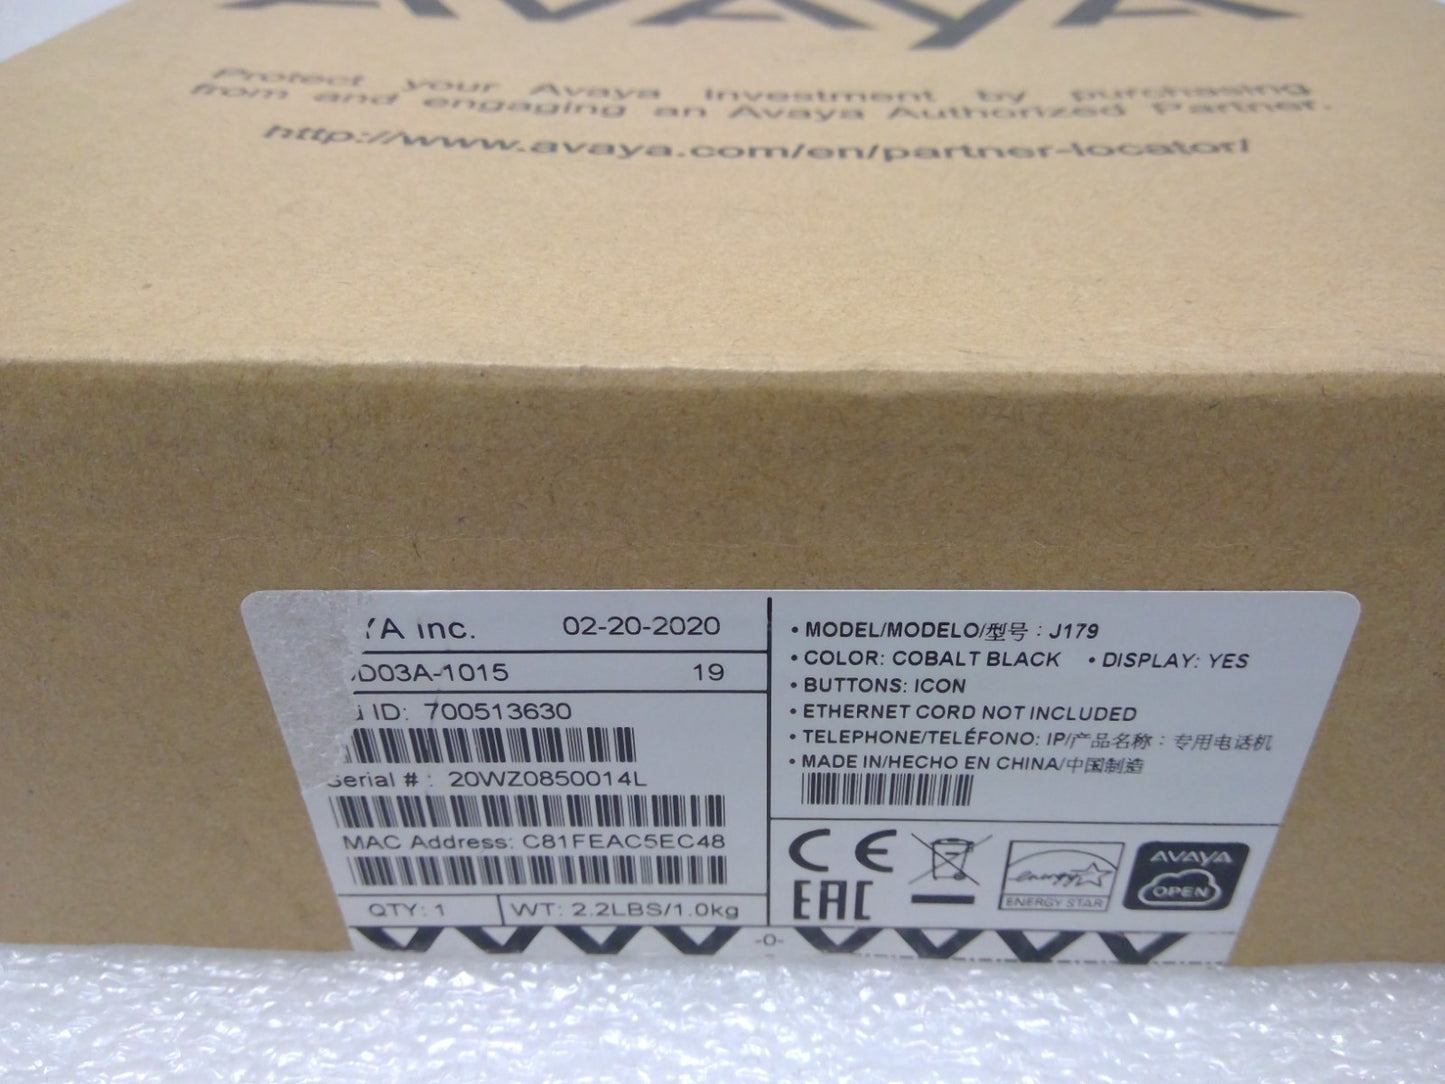 AVAYA
Protect your Avaya investment by purchasing
from and engaging an Avaya Authorized Partner.
http://www.avaya.com/en/partner-locator/
YA Inc. 02-20-2020
D03A-1015 19
ID: 700513630
Serial # : 20WZ0850014L
MAC Address: C81FEAC5EC48
QTY: 1 WT: 2.2LBS/1.0kg
• MODEL/MODELO/型号 : J179
• COLOR: COBALT BLACK • DISPLAY: YES
• BUTTONS: ICON
• ETHERNET CORD NOT INCLUDED
• TELEPHONE/TELÉFONO: IP/产品名称 : 专用电话机
• MADE IN/HECHO EN CHINA/中国制造
CE
EAC
energy
ENERGY STAR
AVAYA
OPEN
-0-